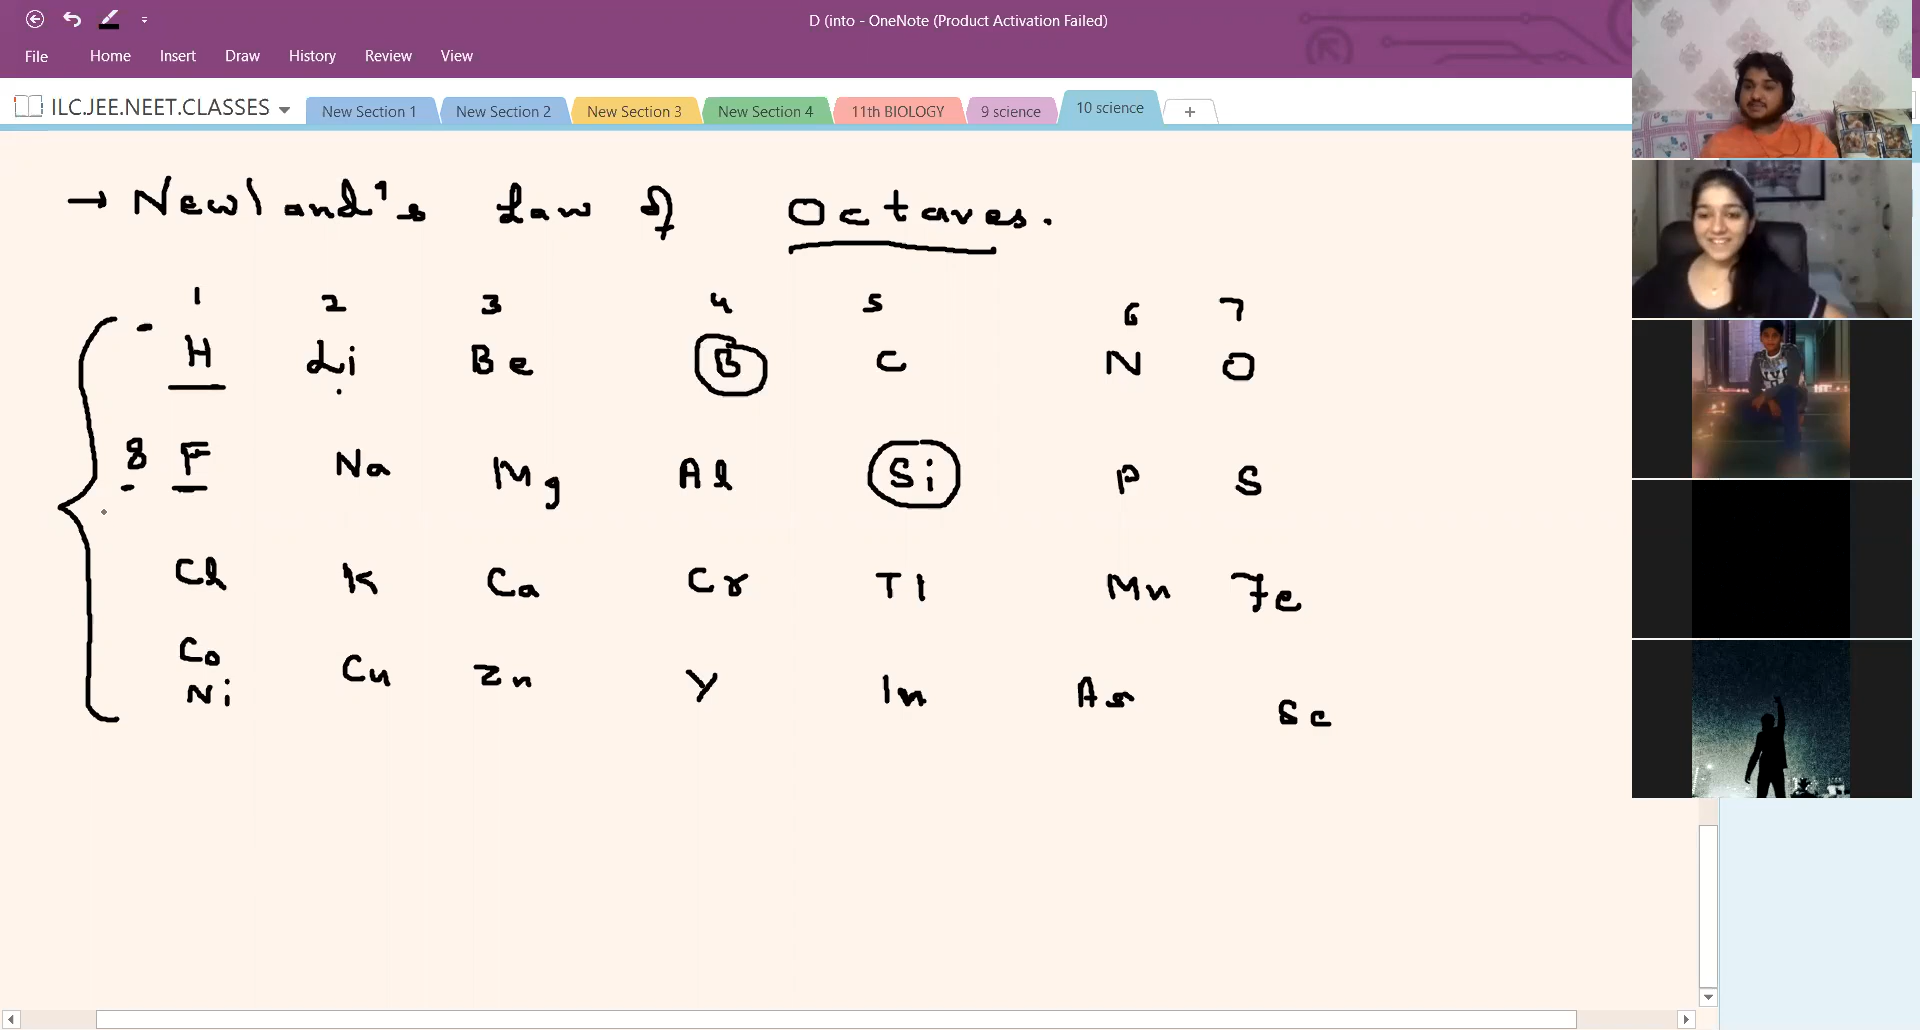 D (into - OneNote (Product Activation Failed)
File Home Insert Draw History Review View
ILC.JEE.NEET.CLASSES New Section 1 New Section 2 New Section 3 New Section 4 11th BIOLOGY 9 science 10 science +
→ Newland's Law of Octaves.
1 2 3 4 5 6 7
H Li Be B C N O
8 F Na Mg Al Si P S
Cl K Ca Cr TI Mn Fe
Co
Ni Cu Zn Y In As Se